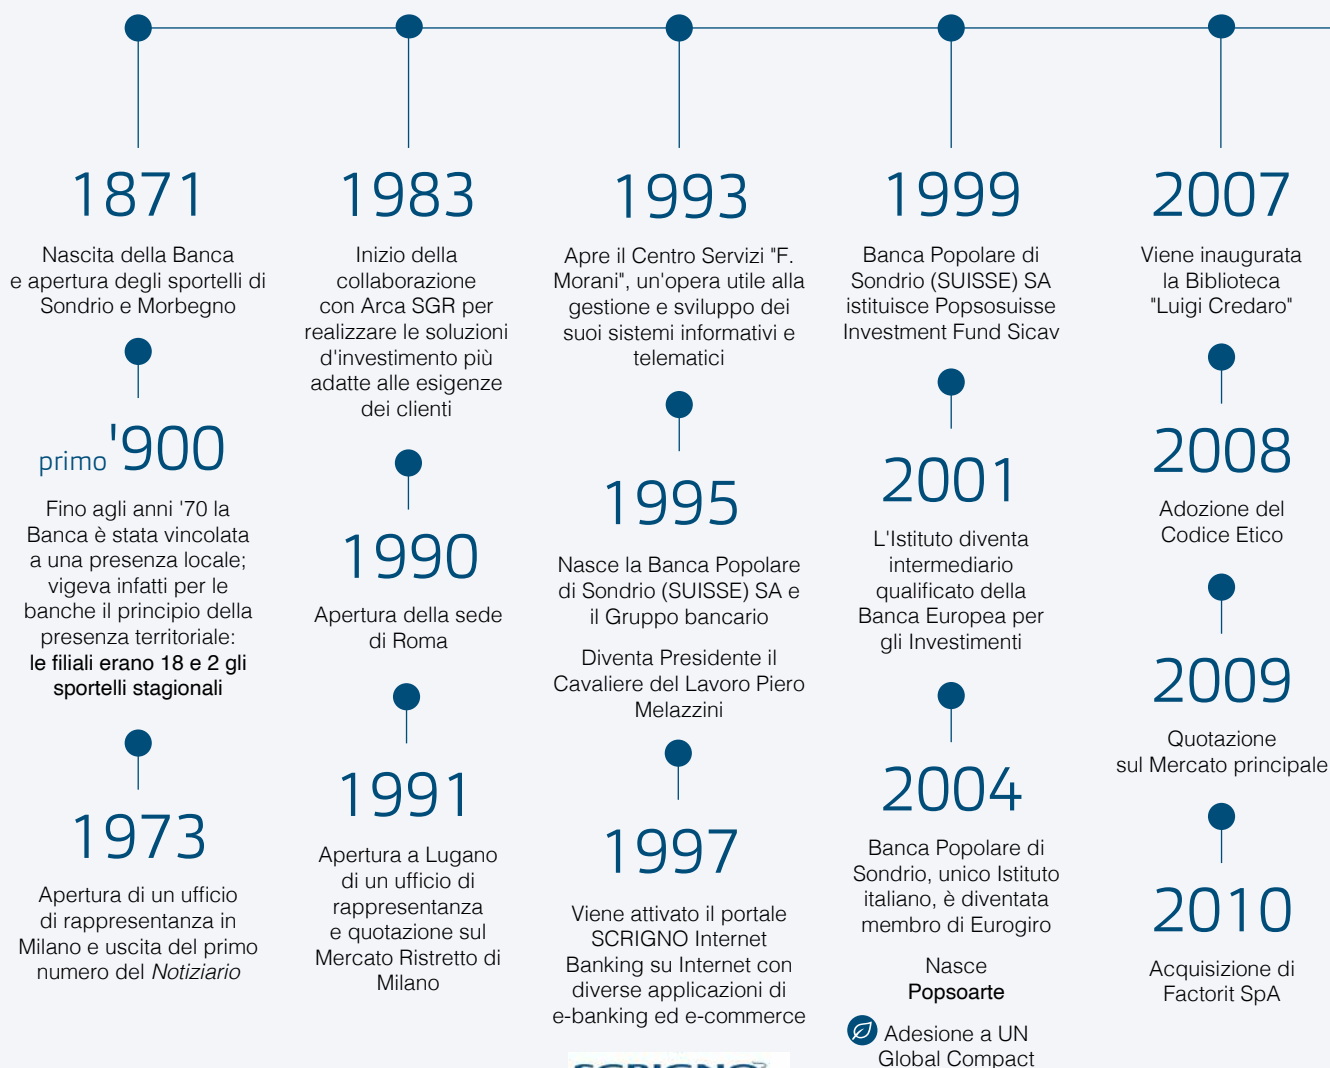 1871
Nascita della Banca
e apertura degli sportelli di
Sondrio e Morbegno
primo '900
Fino agli anni '70 la
Banca è stata vincolata
a una presenza locale;
vigeva infatti per le
banche il principio della
presenza territoriale:
le filiali erano 18 e 2 gli
sportelli stagionali
1973
Apertura di un ufficio
di rappresentanza in
Milano e uscita del primo
numero del Notiziario
1983
Inizio della
collaborazione
con Arca SGR per
realizzare le soluzioni
d'investimento più
adatte alle esigenze
dei clienti
1990
Apertura della sede
di Roma
1991
Apertura a Lugano
di un ufficio di
rappresentanza
e quotazione sul
Mercato Ristretto di
Milano
1993
Apre il Centro Servizi "F.
Morani", un'opera utile alla
gestione e sviluppo dei
suoi sistemi informativi e
telematici
1995
Nasce la Banca Popolare
di Sondrio (SUISSE) SA e
il Gruppo bancario
Diventa Presidente il
Cavaliere del Lavoro Piero
Melazzini
1997
Viene attivato il portale
SCRIGNO Internet
Banking su Internet con
diverse applicazioni di
e-banking ed e-commerce
SCRIGNO
1999
Banca Popolare di
Sondrio (SUISSE) SA
istituisce Popsosuisse
Investment Fund Sicav
2001
L'Istituto diventa
intermediario
qualificato della
Banca Europea per
gli Investimenti
2004
Banca Popolare di
Sondrio, unico Istituto
italiano, è diventata
membro di Eurogiro
Nasce
Popsoarte
Adesione a UN
Global Compact
2007
Viene inaugurata
la Biblioteca
"Luigi Credaro"
2008
Adozione del
Codice Etico
2009
Quotazione
sul Mercato principale
2010
Acquisizione di
Factorit SpA